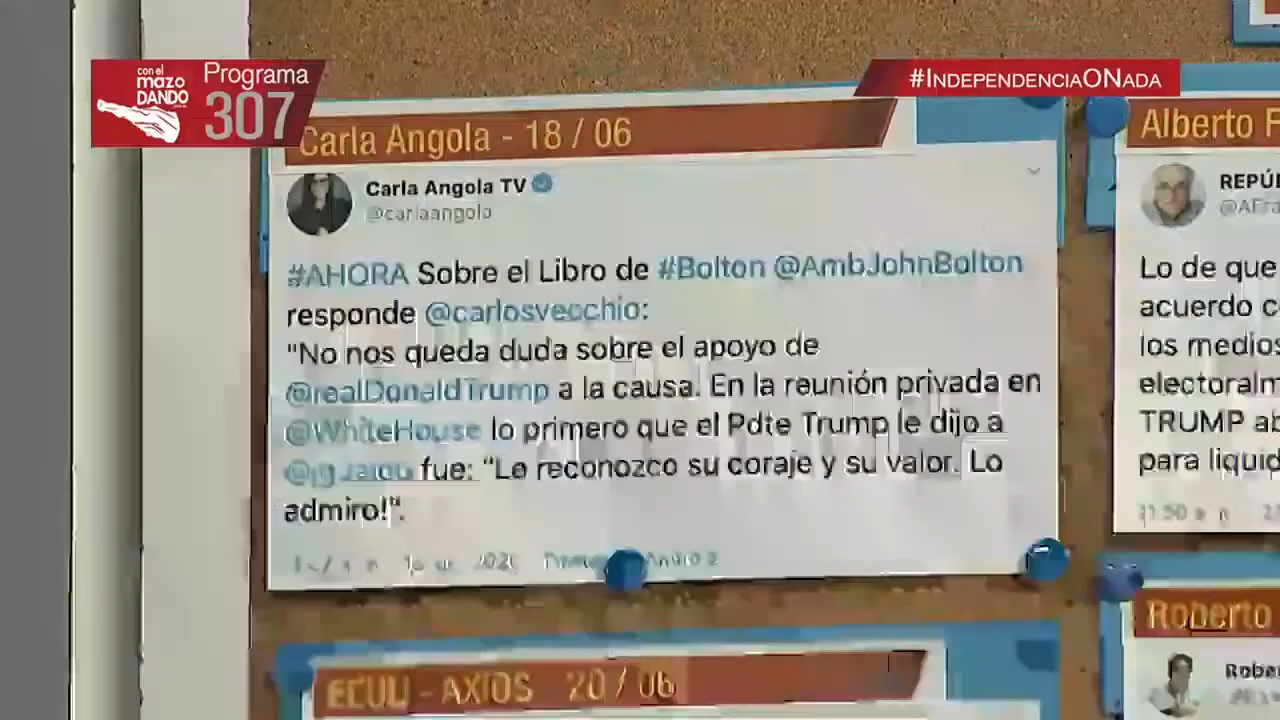 con el
mazo
DANDO
Programa
307
#INDEPENDENCIAONADA
Carla Angola - 18 / 06
Carla Angola TV
@carlaangola
#AHORA Sobre el Libro de #Bolton @AmbJohnBolton
responde @carlosvecchio:
"No nos queda duda sobre el apoyo de
@realDonaldTrump a la causa. En la reunión privada en
@WhiteHouse lo primero que el Pdte Trump le dijo a
@jguaido fue: "Le reconozco su coraje y su valor. Lo
admiro!".
Alberto F
REPÚ
@AFra
Lo de que
acuerdo c
los medios
electoralm
TRUMP ab
para liquid
EEUU - AXIOS 20 / 06
Roberto
Rober